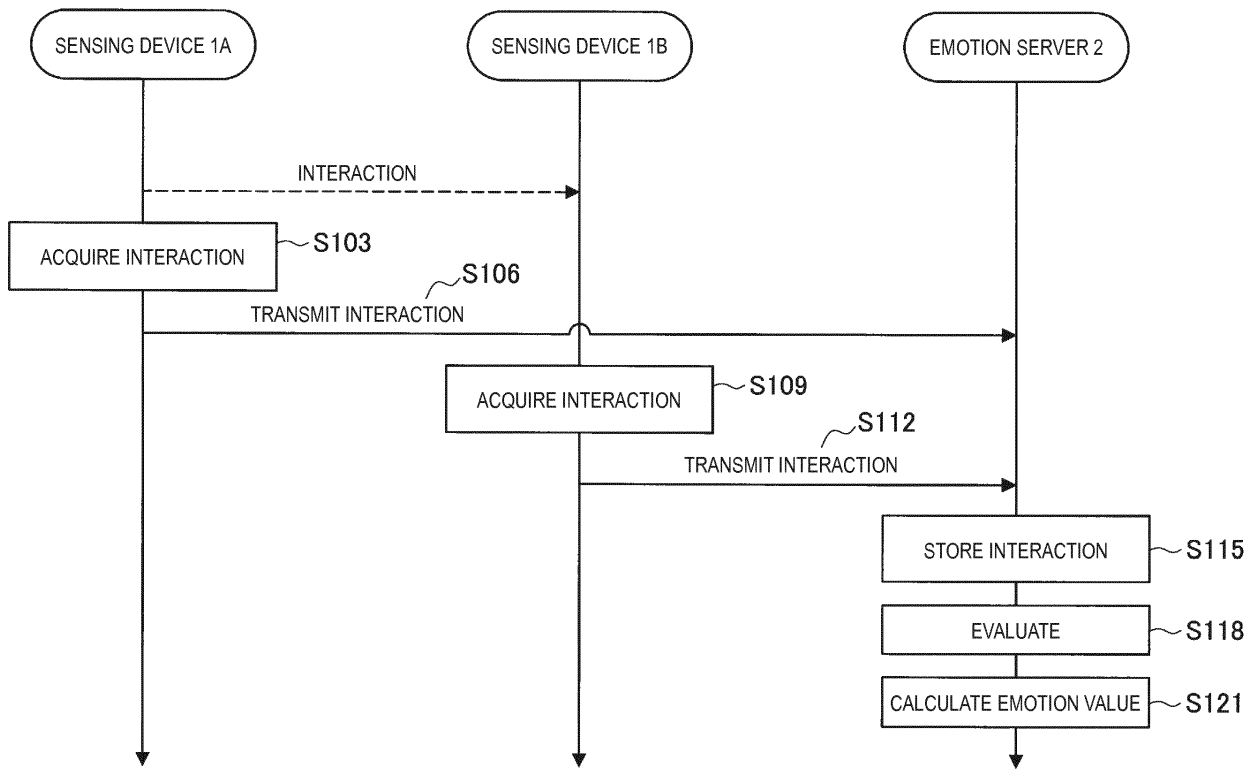 SENSING DEVICE 1A
SENSING DEVICE 1B
EMOTION SERVER 2
INTERACTION
ACQUIRE INTERACTION
S103
S106
TRANSMIT INTERACTION
ACQUIRE INTERACTION
S109
S112
TRANSMIT INTERACTION
STORE INTERACTION
S115
EVALUATE
S118
CALCULATE EMOTION VALUE
S121